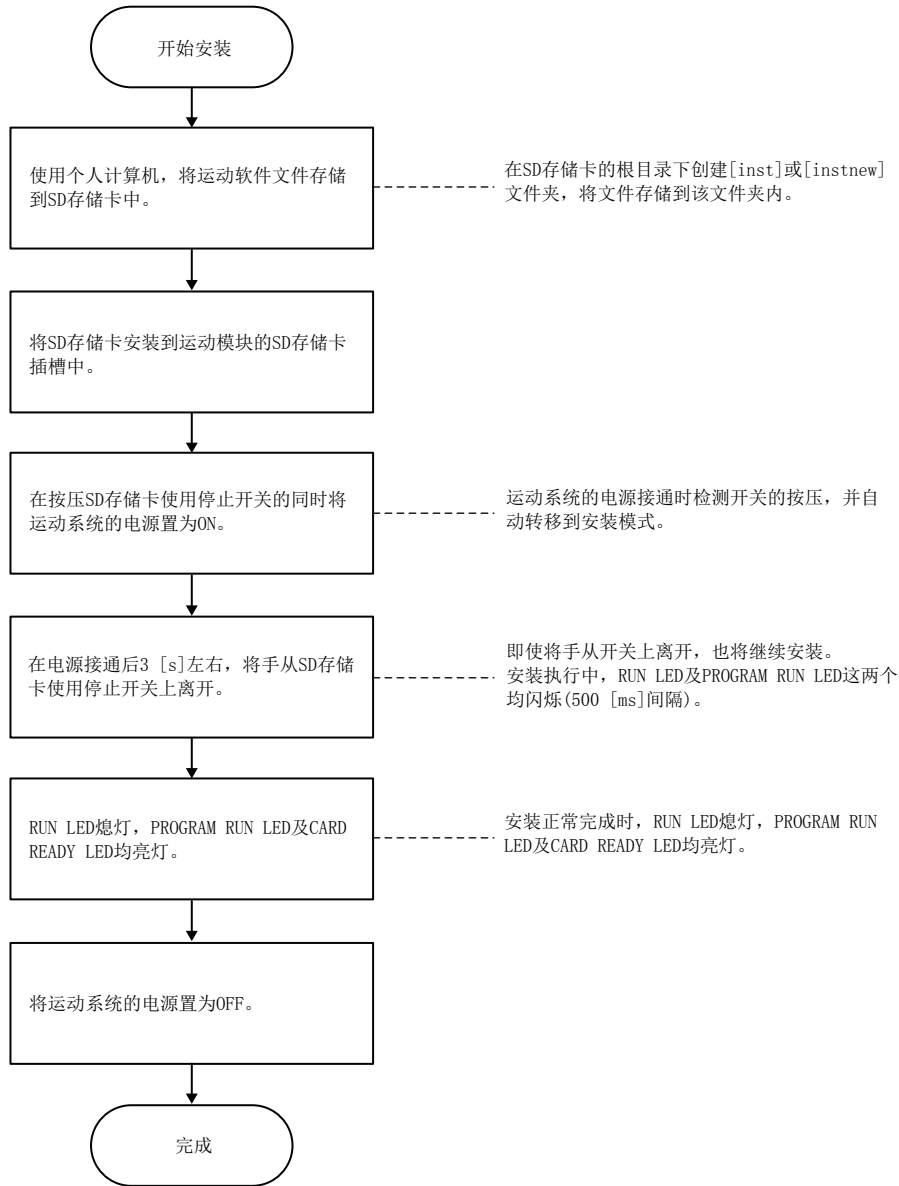 开始安装
使用个人计算机，将运动软件文件存储
到SD存储卡中。
在SD存储卡的根目录下创建[inst]或[instnew]
文件夹，将文件存储到该文件夹内。
将SD存储卡安装到运动模块的SD存储卡
插槽中。
在按压SD存储卡使用停止开关的同时将
运动系统的电源置为ON。
运动系统的电源接通时检测开关的按压，并自
动转移到安装模式。
在电源接通后3 [s]左右，将手从SD存储
卡使用停止开关上离开。
即使将手从开关上离开，也将继续安装。
安装执行中，RUN LED及PROGRAM RUN LED这两个
均闪烁(500 [ms]间隔)。
RUN LED熄灯，PROGRAM RUN LED及CARD
READY LED均亮灯。
安装正常完成时，RUN LED熄灯，PROGRAM RUN
LED及CARD READY LED均亮灯。
将运动系统的电源置为OFF。
完成